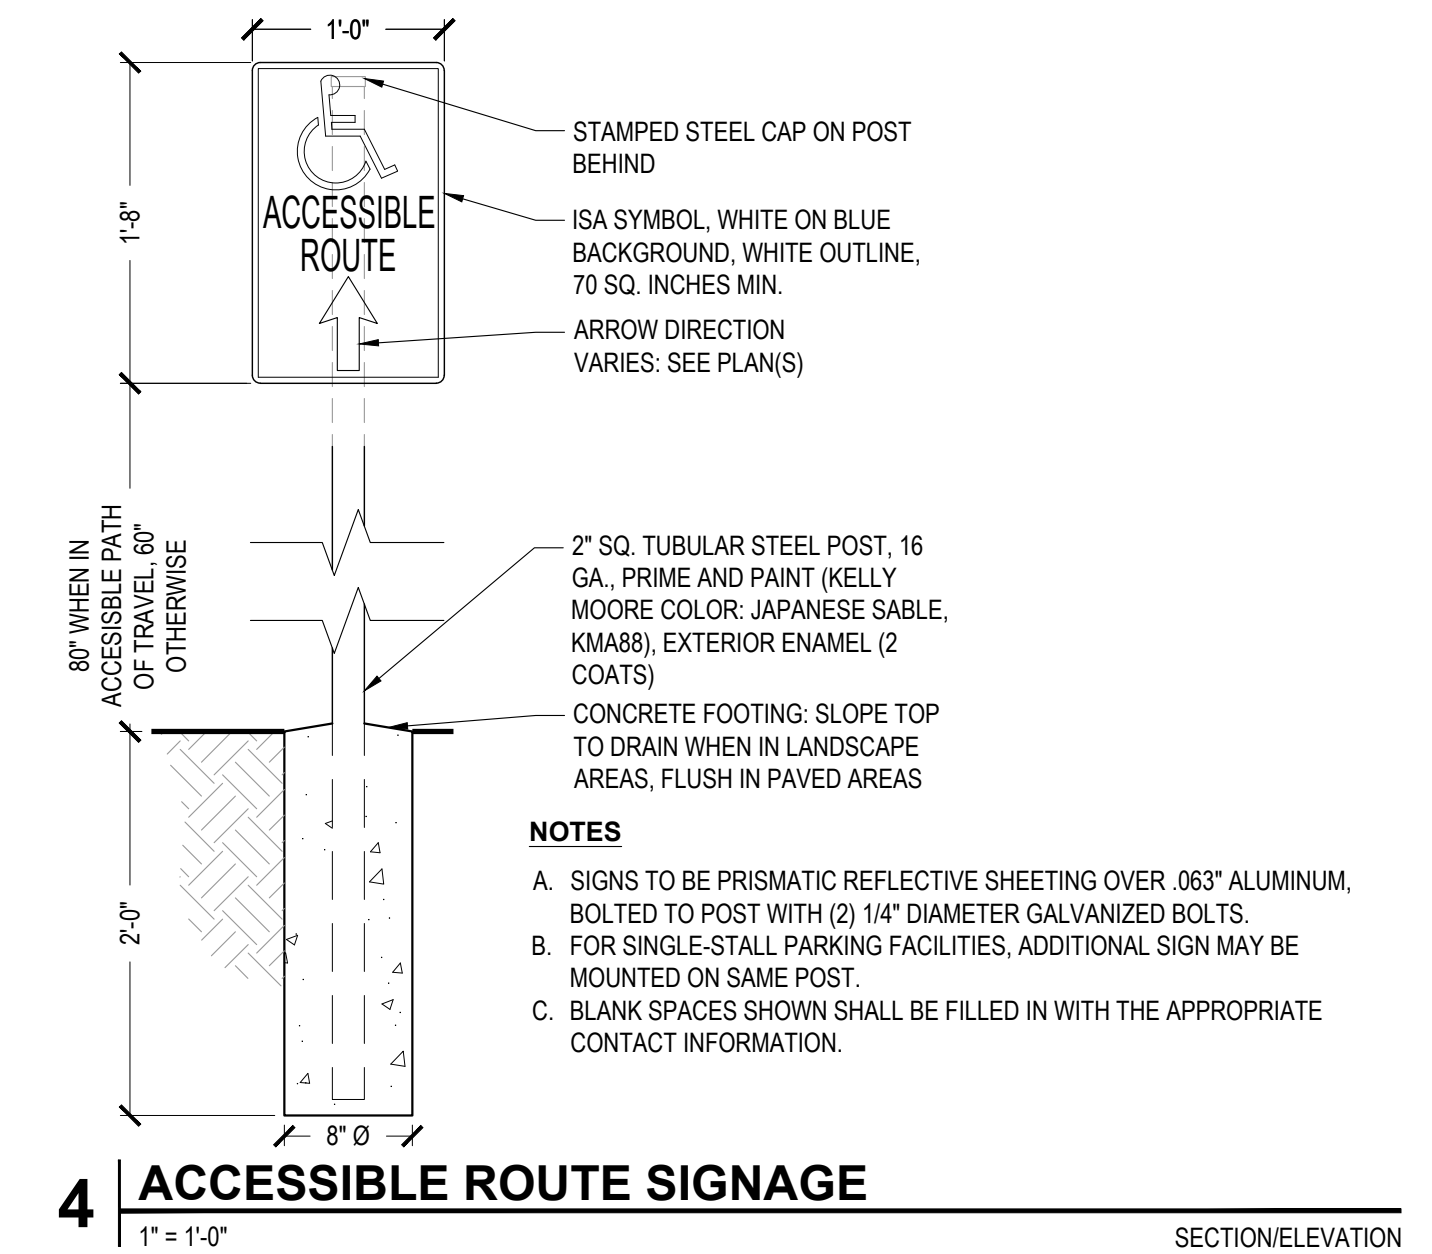 1'-0"
1'-8"
ACCESSIBLE
ROUTE
STAMPED STEEL CAP ON POST
BEHIND
ISA SYMBOL, WHITE ON BLUE
BACKGROUND, WHITE OUTLINE,
70 SQ. INCHES MIN.
ARROW DIRECTION
VARIES: SEE PLAN(S)
80" WHEN IN
ACCESISBLE PATH
OF TRAVEL, 60"
OTHERWISE
2" SQ. TUBULAR STEEL POST, 16
GA., PRIME AND PAINT (KELLY
MOORE COLOR: JAPANESE SABLE,
KMA88), EXTERIOR ENAMEL (2
COATS)
CONCRETE FOOTING: SLOPE TOP
TO DRAIN WHEN IN LANDSCAPE
AREAS, FLUSH IN PAVED AREAS
2'-0"
8" Ø
NOTES
A. SIGNS TO BE PRISMATIC REFLECTIVE SHEETING OVER .063" ALUMINUM,
BOLTED TO POST WITH (2) 1/4" DIAMETER GALVANIZED BOLTS.
B. FOR SINGLE-STALL PARKING FACILITIES, ADDITIONAL SIGN MAY BE
MOUNTED ON SAME POST.
C. BLANK SPACES SHOWN SHALL BE FILLED IN WITH THE APPROPRIATE
CONTACT INFORMATION.
4
ACCESSIBLE ROUTE SIGNAGE
1" = 1'-0"
SECTION/ELEVATION